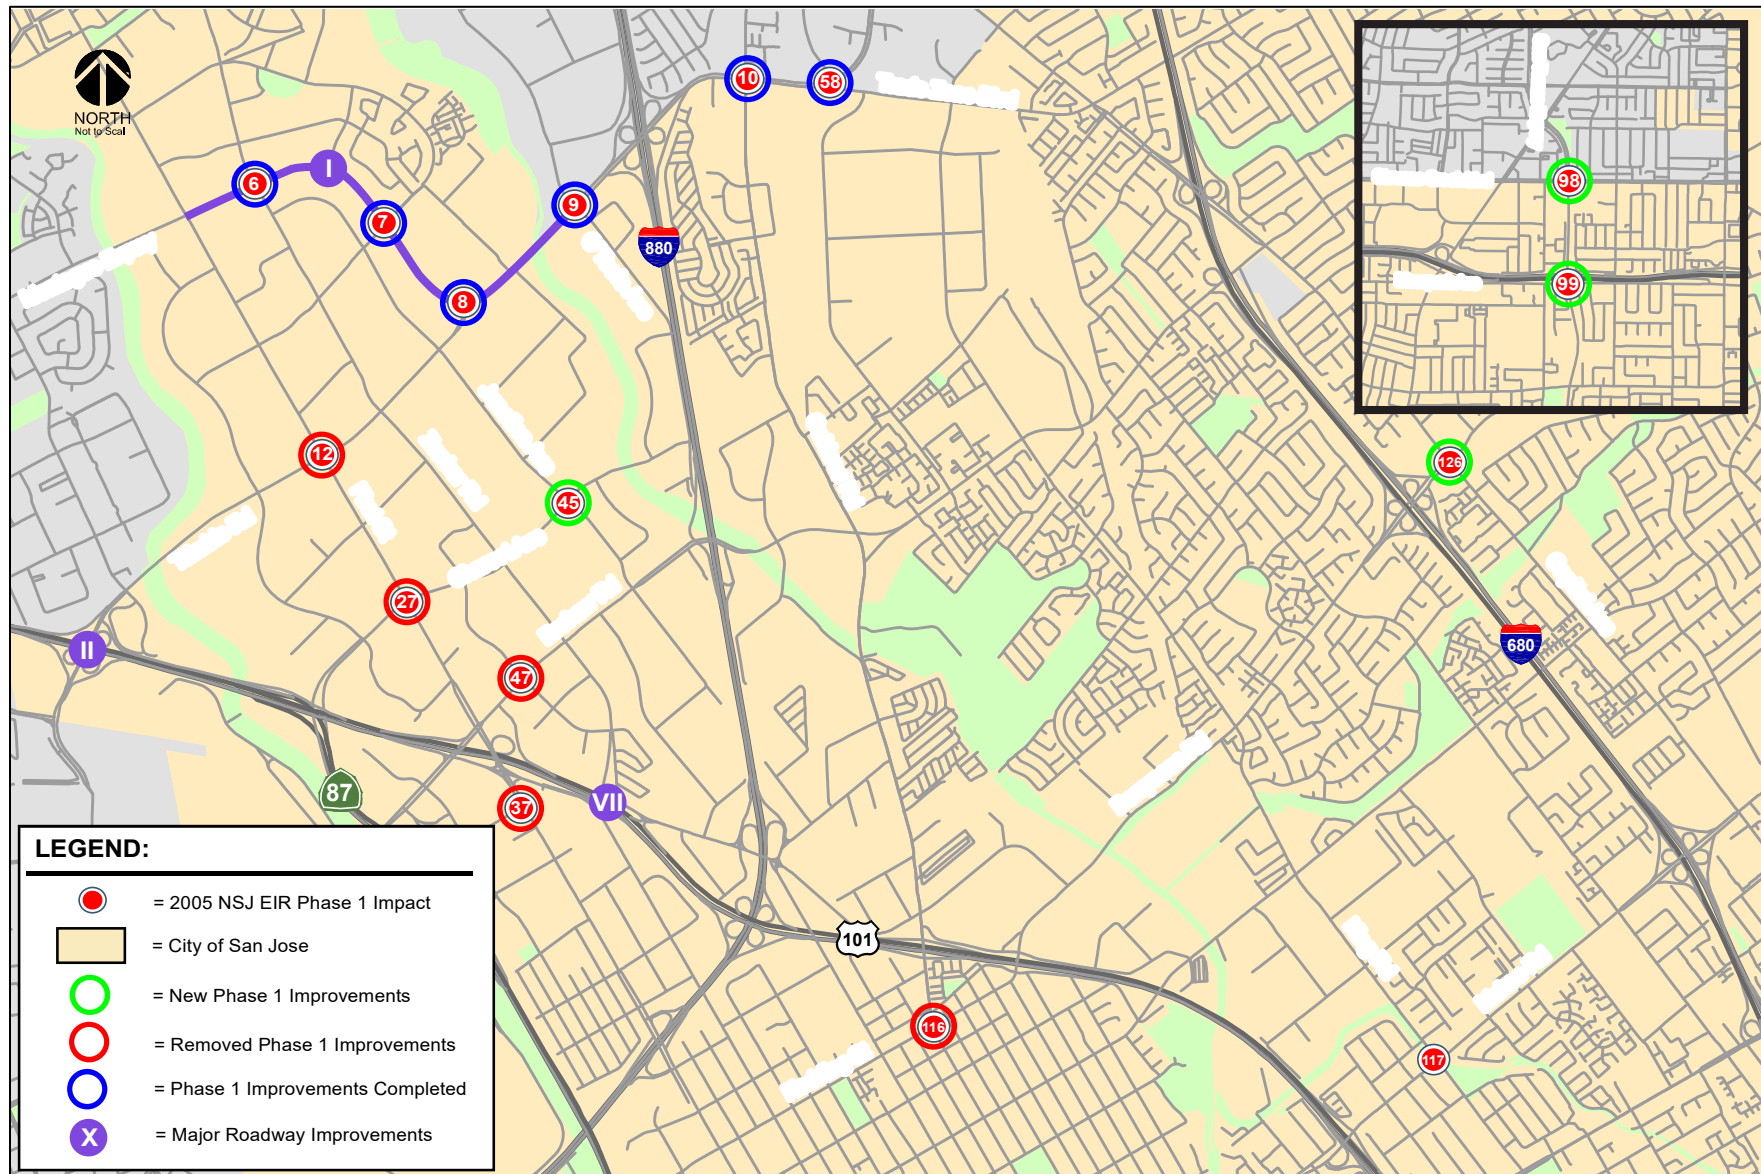 NORTH
Not to Scal
10
58
6
I
7
9
8
880
98
99
12
45
126
27
II
47
680
87
37
VII
101
116
117
LEGEND:
= 2005 NSJ EIR Phase 1 Impact
= City of San Jose
= New Phase 1 Improvements
= Removed Phase 1 Improvements
= Phase 1 Improvements Completed
X = Major Roadway Improvements